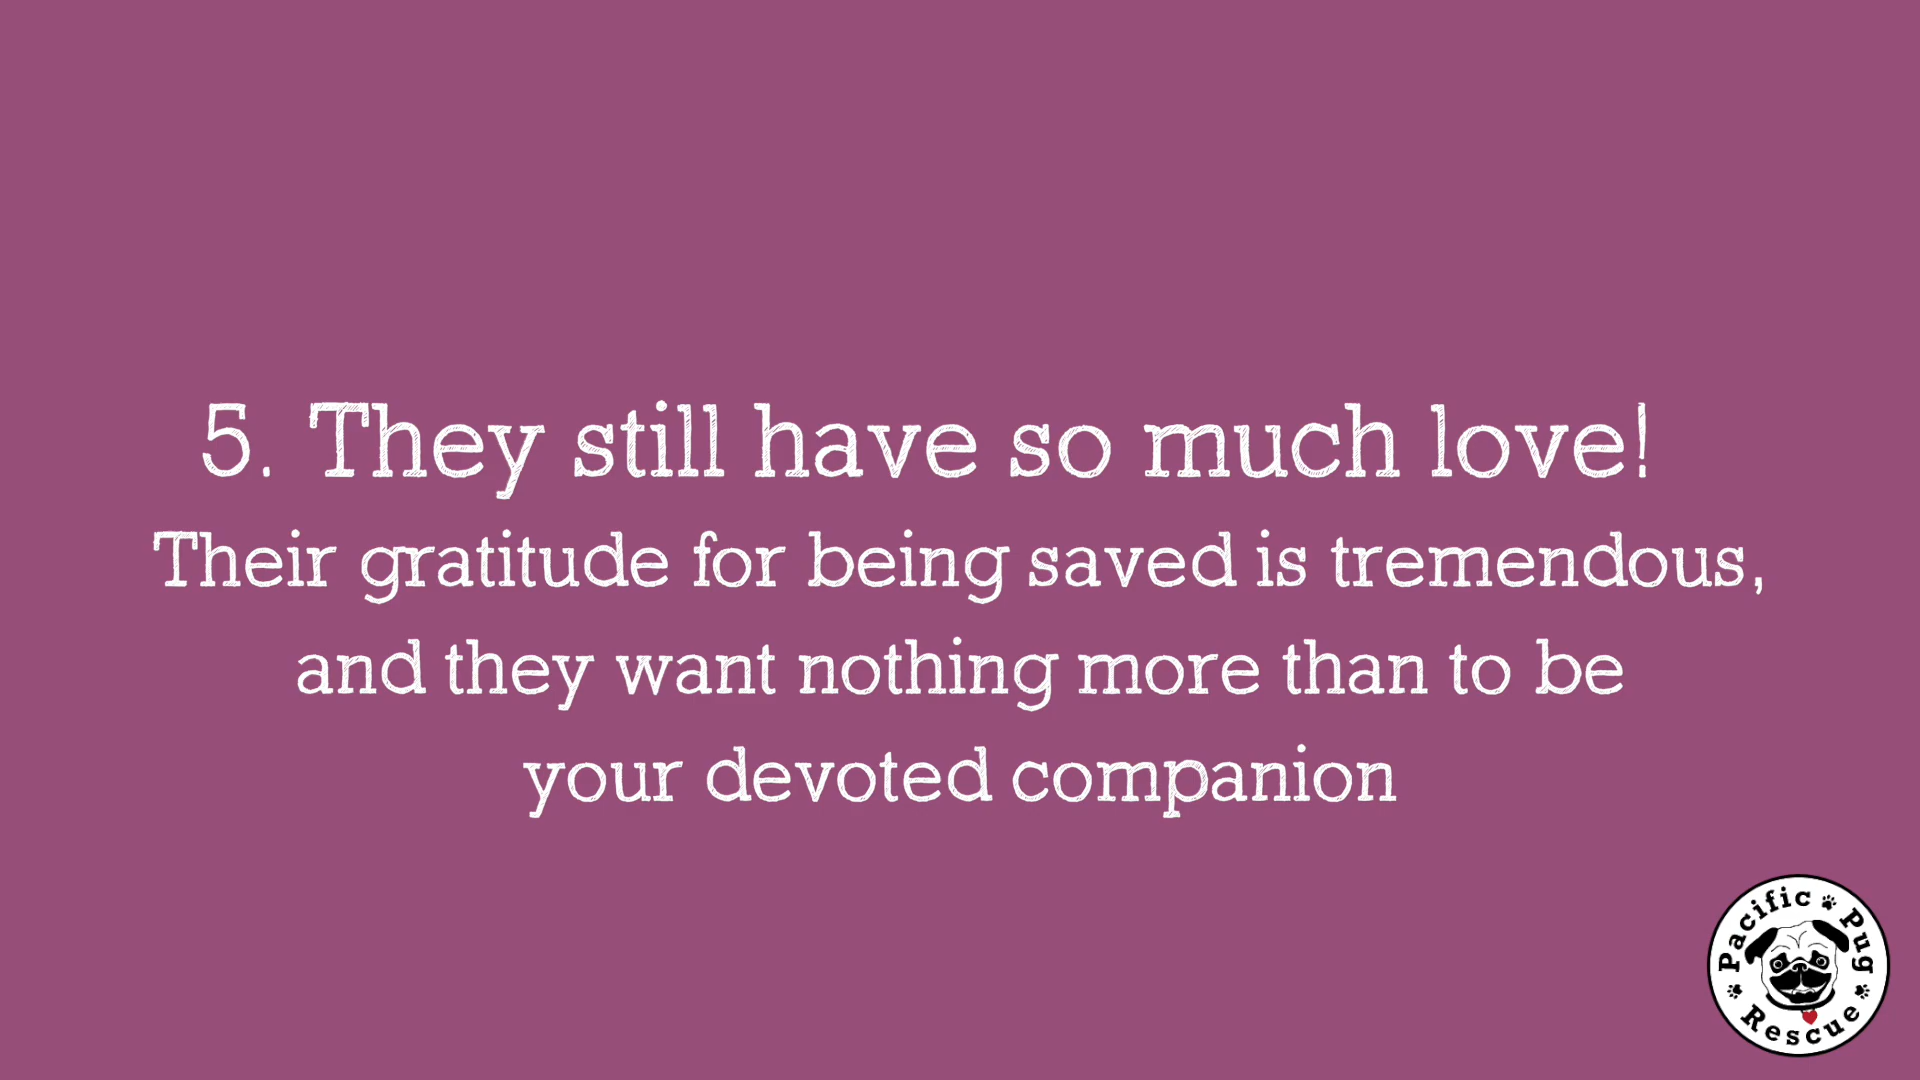 5. They still have so much love!
Their gratitude for being saved is tremendous,
and they want nothing more than to be
your devoted companion
Pacific Pug
Rescue